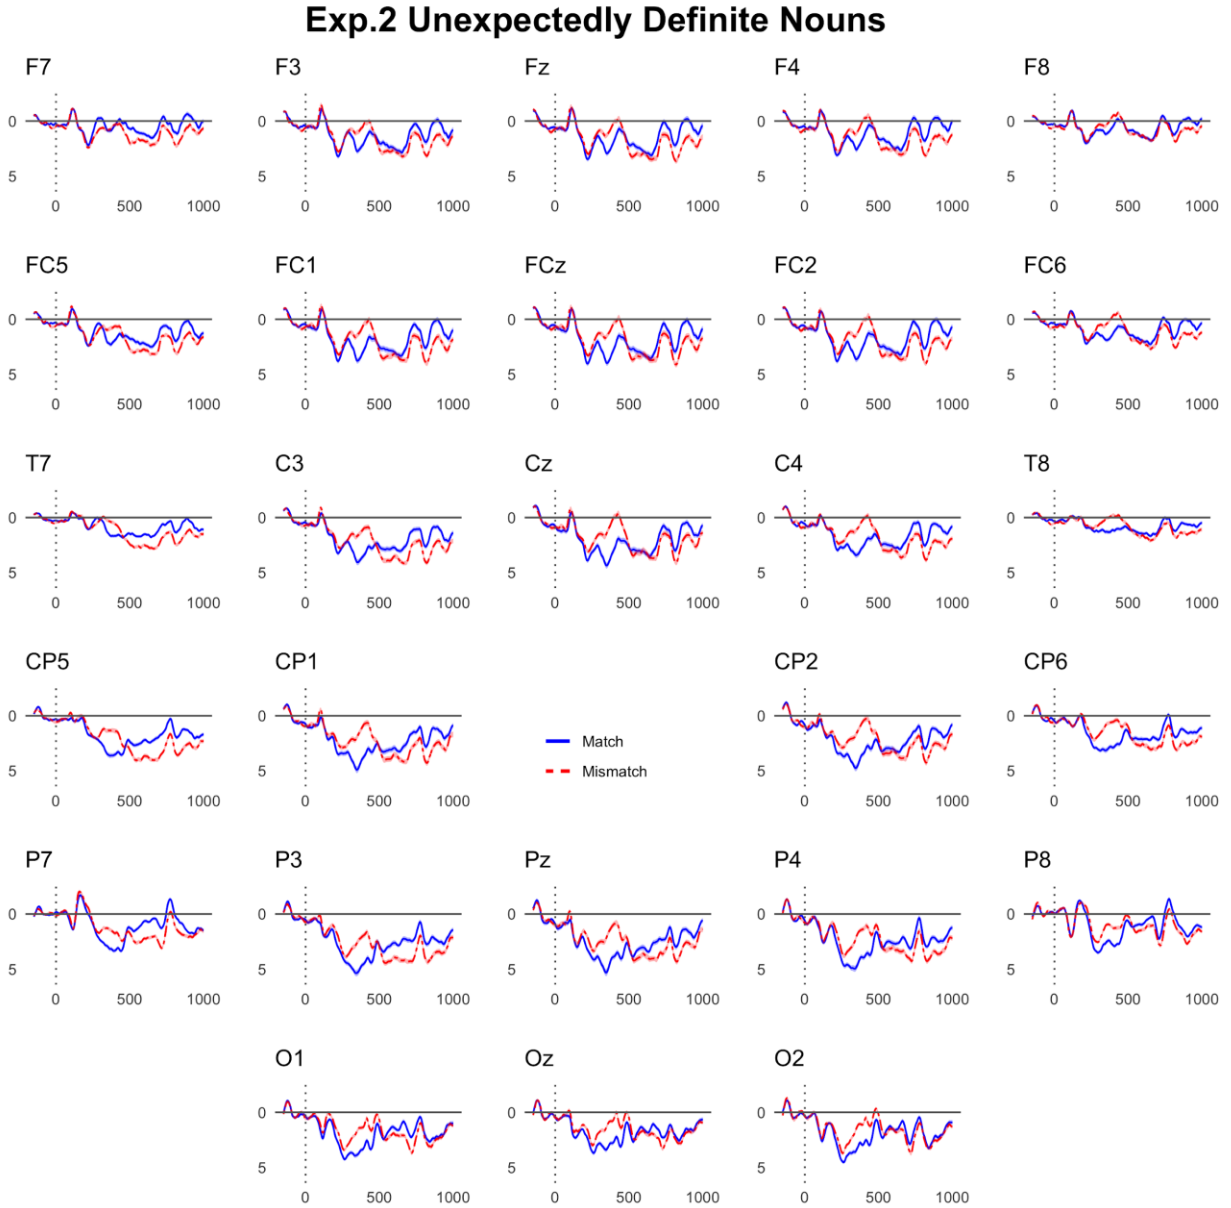 Exp.2 Unexpectedly Definite Nouns
F7 F3 Fz F4 F8
0 0 0 0 0
5 5 5 5 5
0 500 1000 0 500 1000 0 500 1000 0 500 1000 0 500 1000
FC5 FC1 FCz FC2 FC6
0 0 0 0 0
5 5 5 5 5
0 500 1000 0 500 1000 0 500 1000 0 500 1000 0 500 1000
T7 C3 Cz C4 T8
0 0 0 0 0
5 5 5 5 5
0 500 1000 0 500 1000 0 500 1000 0 500 1000 0 500 1000
CP5 CP1 CP2 CP6
0 0 0 0
Match
5 5 5 5
Mismatch
0 500 1000 0 500 1000 0 500 1000 0 500 1000
P7 P3 Pz P4 P8
0 0 0 0 0
5 5 5 5 5
0 500 1000 0 500 1000 0 500 1000 0 500 1000 0 500 1000
O1 Oz O2
0 0 0
5 5 5
0 500 1000 0 500 1000 0 500 1000